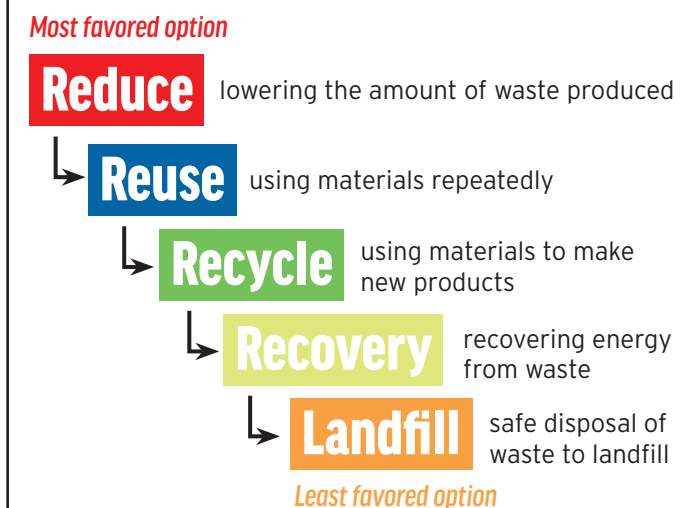 Most favored option
Reduce lowering the amount of waste produced
Reuse using materials repeatedly
Recycle using materials to make
new products
Recovery recovering energy
from waste
Landfill safe disposal of
waste to landfill
Least favored option